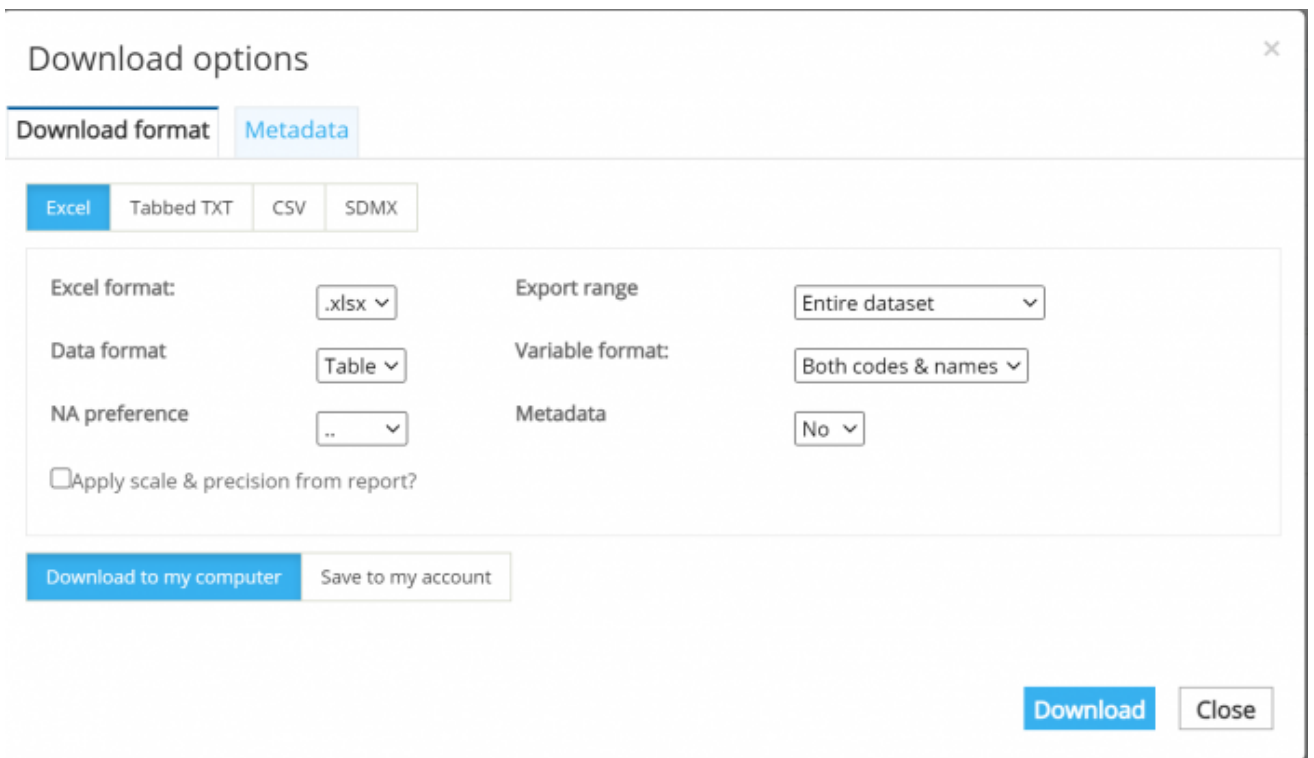 Download options
×
Download format Metadata
Excel Tabbed TXT CSV SDMX
Excel format: .xlsx Export range Entire dataset
Data format Table Variable format: Both codes & names
NA preference .. Metadata No
Apply scale & precision from report?
Download to my computer Save to my account
Download Close